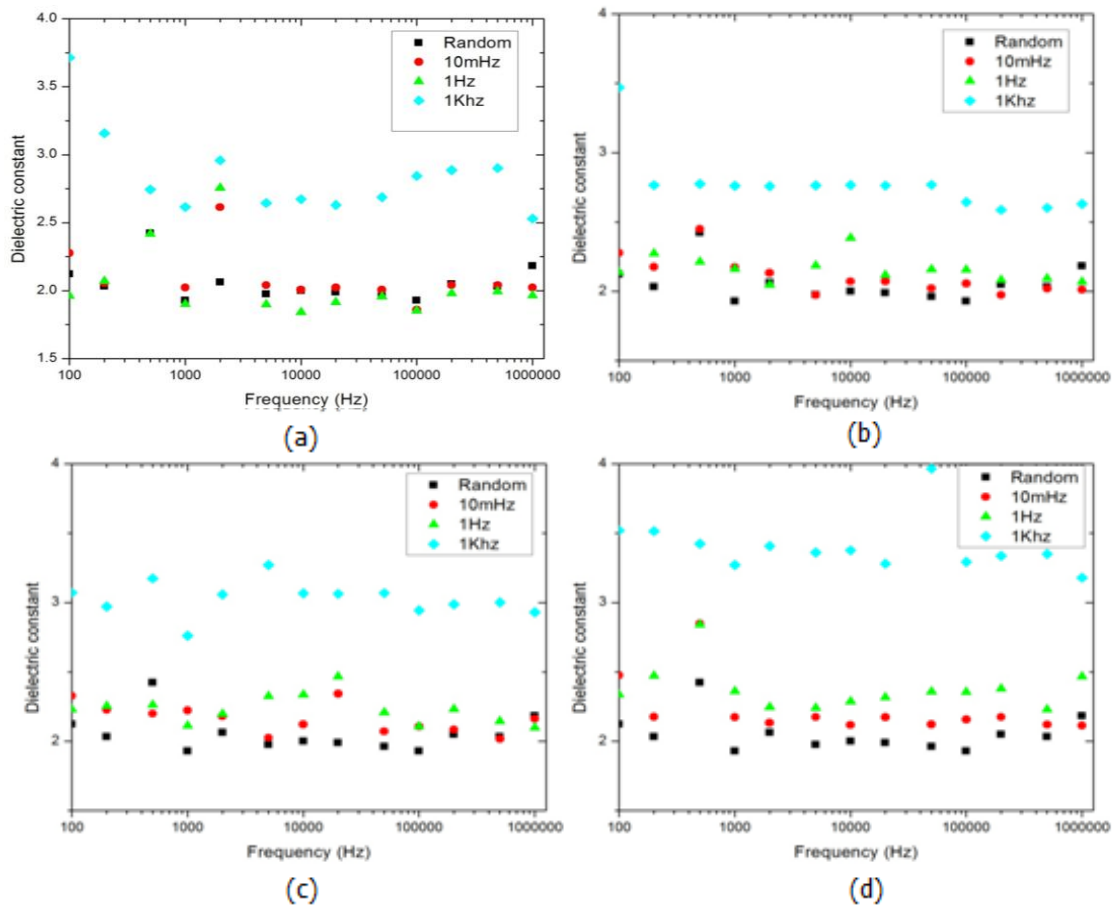 4.0
3.5
3.0
2.5
2.0
1.5
Dielectric constant
Random
10mHz
1Hz
1Khz
100 1000 10000 100000 1000000
Frequency (Hz)
(a)
4
3
2
Dielectric constant
Random
10mHz
1Hz
1Khz
100 1000 10000 100000 1000000
Frequency (Hz)
(b)
4
3
2
Dielectric constant
Random
10mHz
1Hz
1Khz
100 1000 10000 100000 1000000
Frequency (Hz)
(c)
4
3
2
Dielectric constant
Random
10mHz
1Hz
1Khz
100 1000 10000 100000 1000000
Frequency (Hz)
(d)